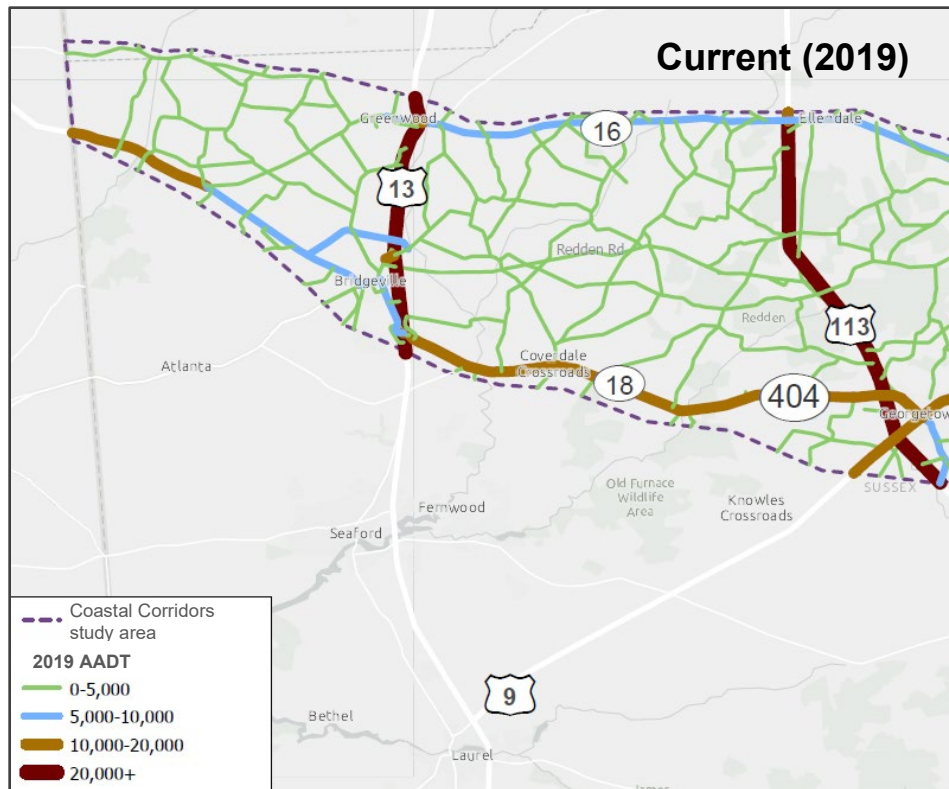 Current (2019)
Greenwood
16
Ellendale
13
Redden Rd
Bridgeville
Redden
113
Atlanta
Coverdale
Crossroads
18
404
Georgetow
SUSSEX
Old Furnace
Wildlife
Area
Knowles
Crossroads
Fernwood
Seaford
9
Bethel
Laurel
James
Coastal Corridors
study area
2019 AADT
0-5,000
5,000-10,000
10,000-20,000
20,000+